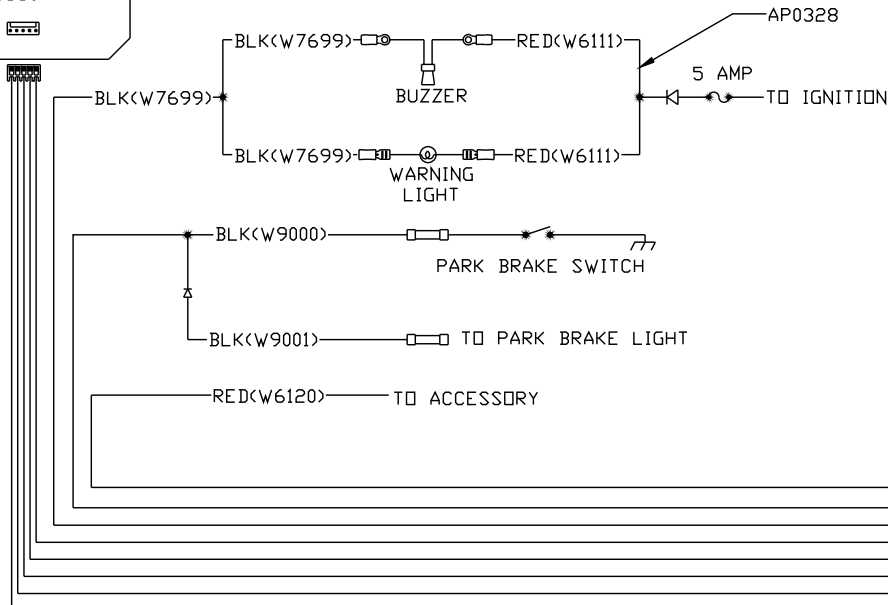 AP0328
BLK(W7699)
RED(W6111)
5 AMP
BUZZER
BLK(W7699)
TO IGNITION
BLK(W7699)
RED(W6111)
WARNING
LIGHT
BLK(W9000)
PARK BRAKE SWITCH
BLK(W9001)
TO PARK BRAKE LIGHT
RED(W6120)
TO ACCESSORY